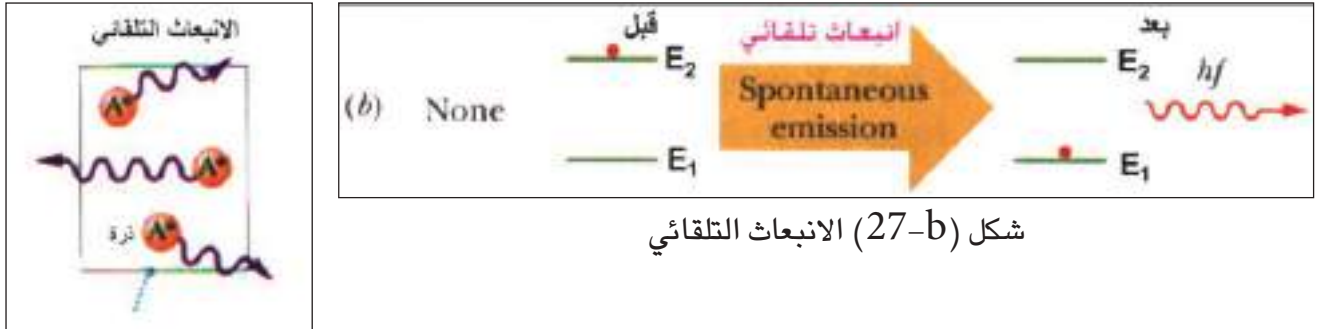 الانبعاث التلقائي
A*
A*
A*
ذرة
(b) None
قبل
E₂
E₁
انبعاث تلقائي
Spontaneous
emission
بعد
E₂
hf
E₁
شكل (27-b) الانبعاث التلقائي